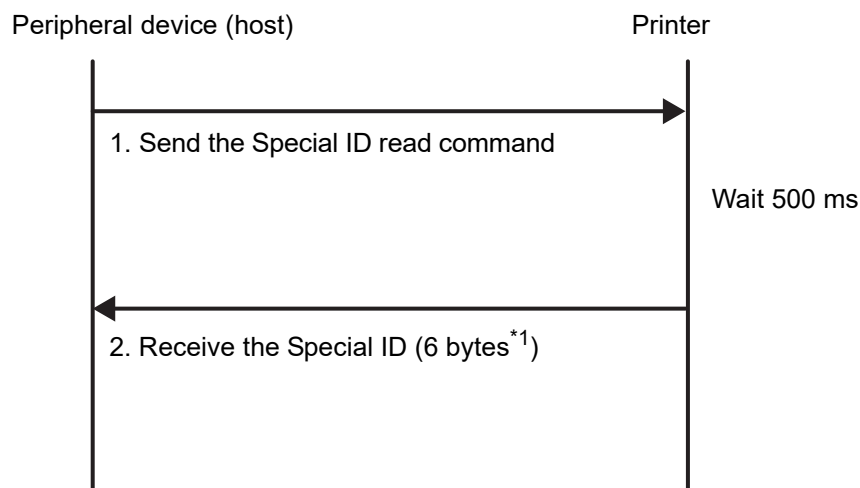 Peripheral device (host)
Printer
1. Send the Special ID read command
Wait 500 ms
2. Receive the Special ID (6 bytes*1)